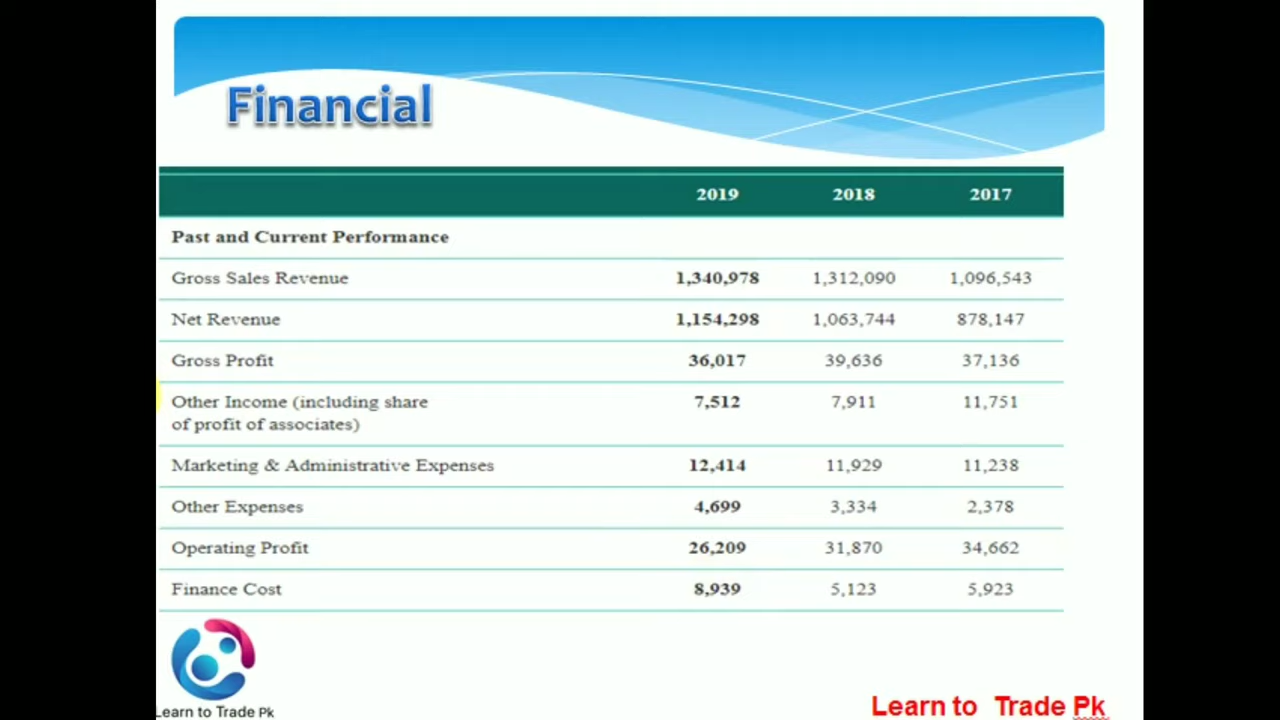 Financial
2019 2018 2017
Past and Current Performance
Gross Sales Revenue 1,340,978 1,312,090 1,096,543
Net Revenue 1,154,298 1,063,744 878,147
Gross Profit 36,017 39,636 37,136
Other Income (including share 7,512 7,911 11,751
of profit of associates)
Marketing & Administrative Expenses 12,414 11,929 11,238
Other Expenses 4,699 3,334 2,378
Operating Profit 26,209 31,870 34,662
Finance Cost 8,939 5,123 5,923
Learn to Trade Pk
Learn to Trade Pk